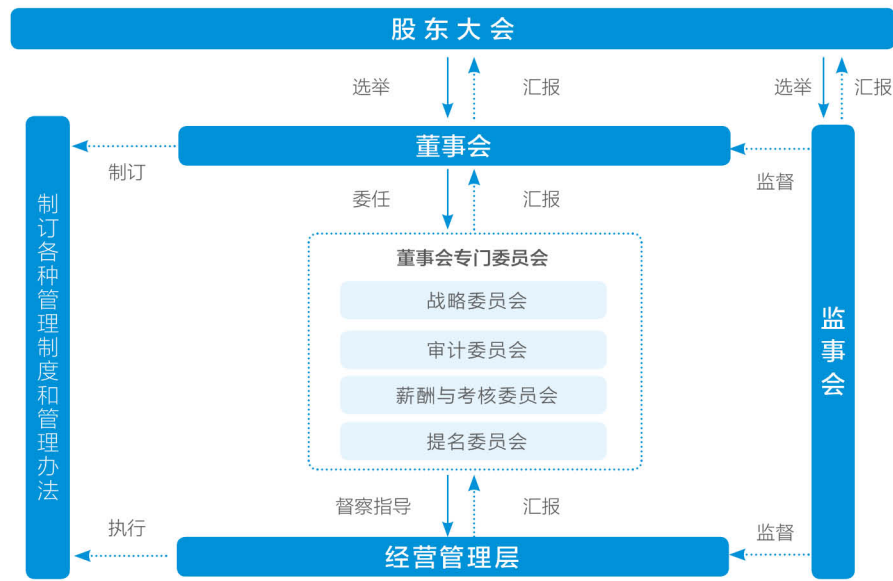 股东大会
选举
汇报
选举
汇报
董事会
制订
监督
委任
汇报
制订各种管理制度和管理办法
董事会专门委员会
战略委员会
审计委员会
薪酬与考核委员会
提名委员会
监事会
督察指导
汇报
执行
监督
经营管理层